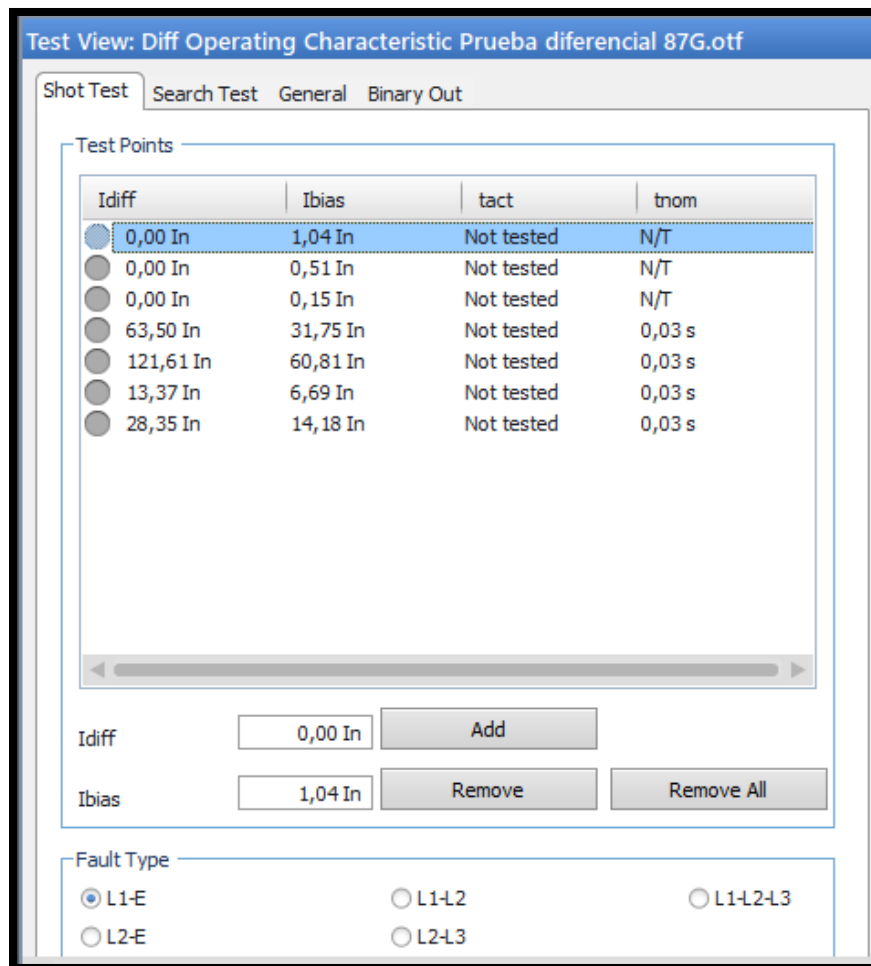 Test View: Diff Operating Characteristic Prueba diferencial 87G.otf
Shot Test Search Test General Binary Out
Test Points
Idiff Ibias tact tnom
0,00 In 1,04 In Not tested N/T
0,00 In 0,51 In Not tested N/T
0,00 In 0,15 In Not tested N/T
63,50 In 31,75 In Not tested 0,03 s
121,61 In 60,81 In Not tested 0,03 s
13,37 In 6,69 In Not tested 0,03 s
28,35 In 14,18 In Not tested 0,03 s
Idiff 0,00 In Add
Ibias 1,04 In Remove Remove All
Fault Type
L1-E L1-L2 L1-L2-L3
L2-E L2-L3